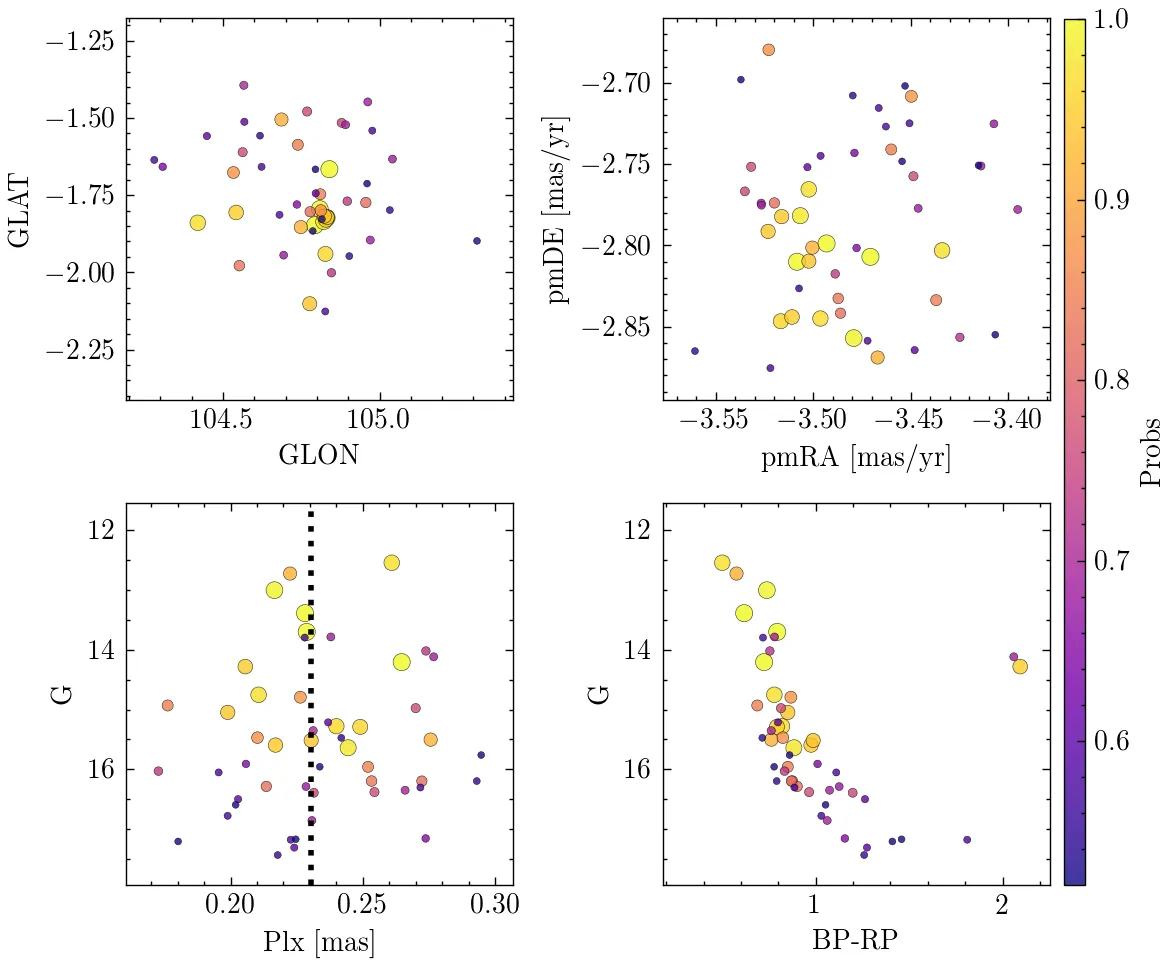 −1.25
−1.50
−1.75
−2.00
−2.25
GLAT
104.5 105.0
GLON
−2.70
−2.75
−2.80
−2.85
pmDE [mas/yr]
−3.55 −3.50 −3.45 −3.40
pmRA [mas/yr]
12
14
16
G
0.20 0.25 0.30
Plx [mas]
12
14
16
G
1 2
BP-RP
1.0
0.9
0.8
0.7
0.6
Probs